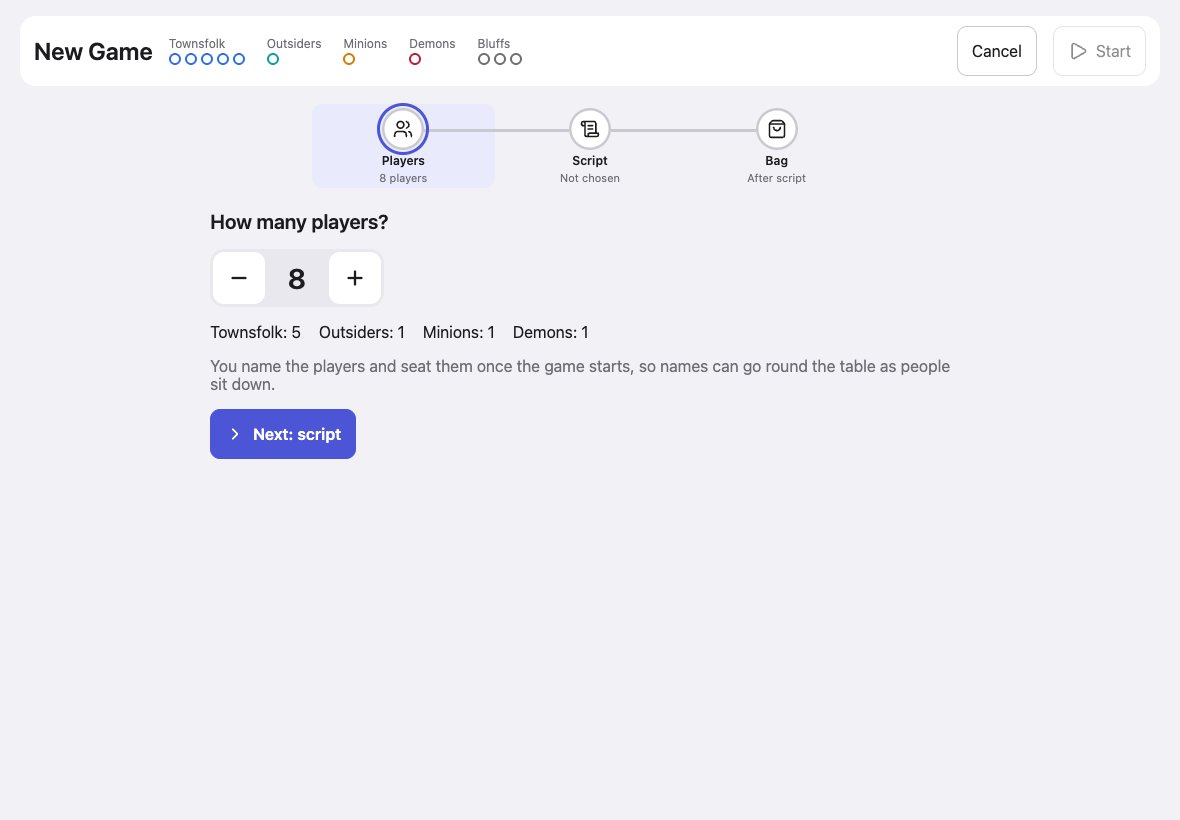 New Game
Townsfolk
Outsiders
Minions
Demons
Bluffs
Cancel
Start
Players
8 players
Script
Not chosen
Bag
After script
How many players?
− 8 +
Townsfolk: 5 Outsiders: 1 Minions: 1 Demons: 1
You name the players and seat them once the game starts, so names can go round the table as people
sit down.
Next: script